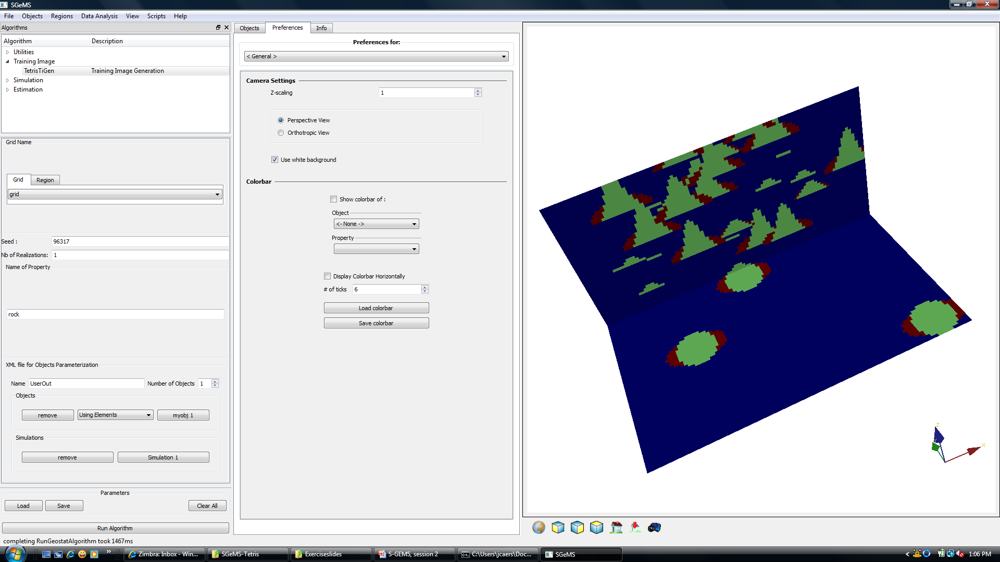 SGeMS
File Objects Regions Data Analysis View Scripts Help
Algorithms
Algorithm Description
Utilities
Training Image
TetrisTiGen Training Image Generation
Simulation
Estimation
Grid Name
Grid Region
grid
Seed : 96317
Nb of Realizations: 1
Name of Property
rock
XML file for Objects Parameterization
Name UserOut Number of Objects 1
Objects
remove Using Elements myobj 1
Simulations
remove Simulation 1
Parameters
Load Save Clear All
Run Algorithm
completing RunGeostatAlgorithm took 1467ms
Objects Preferences Info
Preferences for:
< General >
Camera Settings
Z-scaling 1
Perspective View
Orthotropic View
Use white background
Colorbar
Show colorbar of :
Object
<- None ->
Property
Display Colorbar Horizontally
# of ticks 6
Load colorbar
Save colorbar
Z
X
Zimbra: Inbox - Win... SGeMS-Tetris Exerciseslides S-GEMS, session 2 C:\Users\jcaers\Doc... SGeMS 1:06 PM